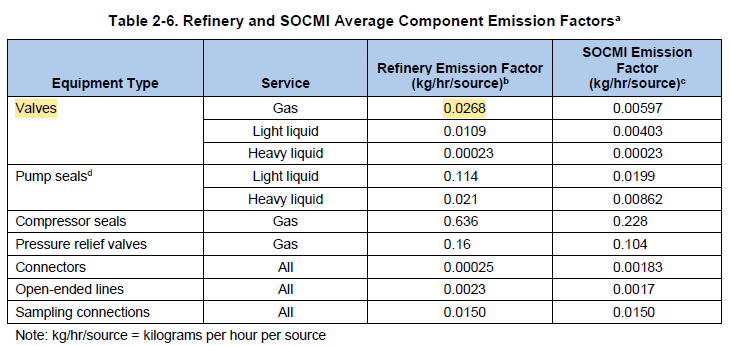 Table 2-6. Refinery and SOCMI Average Component Emission Factorsa
Equipment Type Service Refinery Emission Factor (kg/hr/source)b SOCMI Emission Factor (kg/hr/source)c
Valves Gas 0.0268 0.00597
Light liquid 0.0109 0.00403
Heavy liquid 0.00023 0.00023
Pump sealsd Light liquid 0.114 0.0199
Heavy liquid 0.021 0.00862
Compressor seals Gas 0.636 0.228
Pressure relief valves Gas 0.16 0.104
Connectors All 0.00025 0.00183
Open-ended lines All 0.0023 0.0017
Sampling connections All 0.0150 0.0150
Note: kg/hr/source = kilograms per hour per source